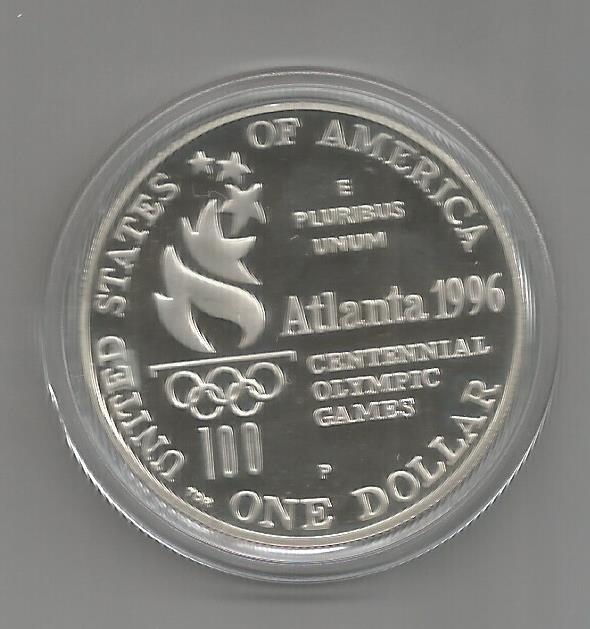 UNITED STATES OF AMERICA
E
PLURIBUS
UNUM
Atlanta 1996
CENTENNIAL
OLYMPIC
GAMES
100
P
ONE DOLLAR